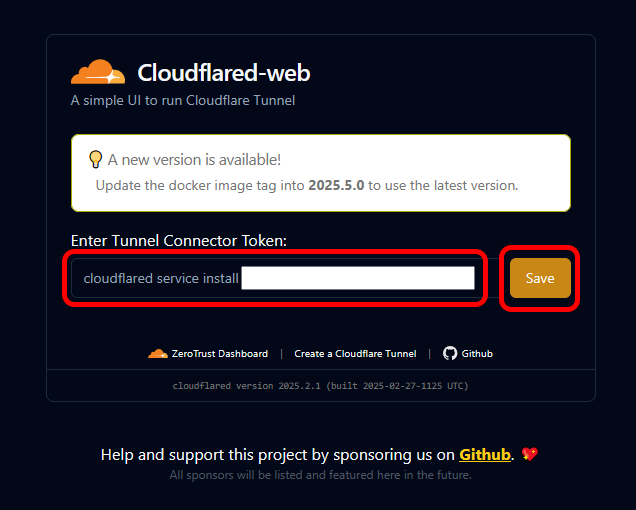 Cloudflared-web
A simple UI to run Cloudflare Tunnel
A new version is available!
Update the docker image tag into 2025.5.0 to use the latest version.
Enter Tunnel Connector Token:
cloudflared service install
Save
ZeroTrust Dashboard | Create a Cloudflare Tunnel | Github
cloudflared version 2025.2.1 (built 2025-02-27-1125 UTC)
Help and support this project by sponsoring us on Github. 💖
All sponsors will be listed and featured here in the future.